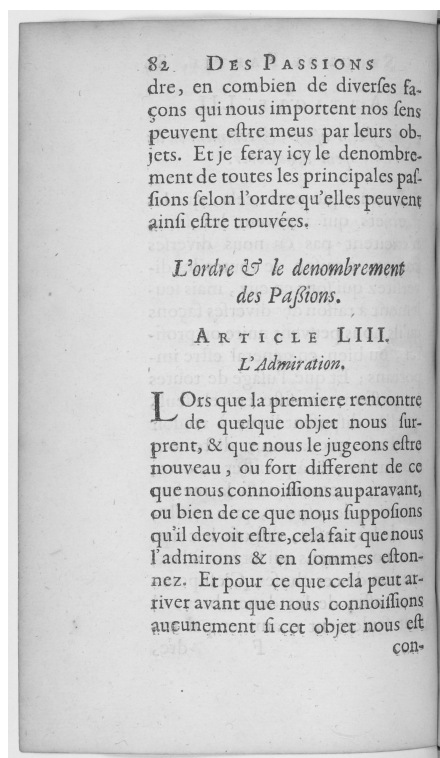 82 DES PASSIONS
dre, en combien de diverſes fa-
çons qui nous importent nos ſens
peuvent eſtre meus par leurs ob-
jets. Et je feray icy le denombre-
ment de toutes les principales paſ-
ſions ſelon l'ordre qu'elles peuvent
ainſi eſtre trouvées.
L'ordre & le denombrement
des Paſſions.
ARTICLE LIII.
L'Admiration.
LOrs que la premiere rencontre
de quelque objet nous ſur-
prent, & que nous le jugeons eſtre
nouveau, ou fort different de ce
que nous connoiſſions auparavant,
ou bien de ce que nous ſuppoſions
qu'il devoit eſtre, cela fait que nous
l'admirons & en ſommes eſton-
nez. Et pour ce que cela peut ar-
river avant que nous connoiſſions
aucunement ſi cet objet nous eſt
con-